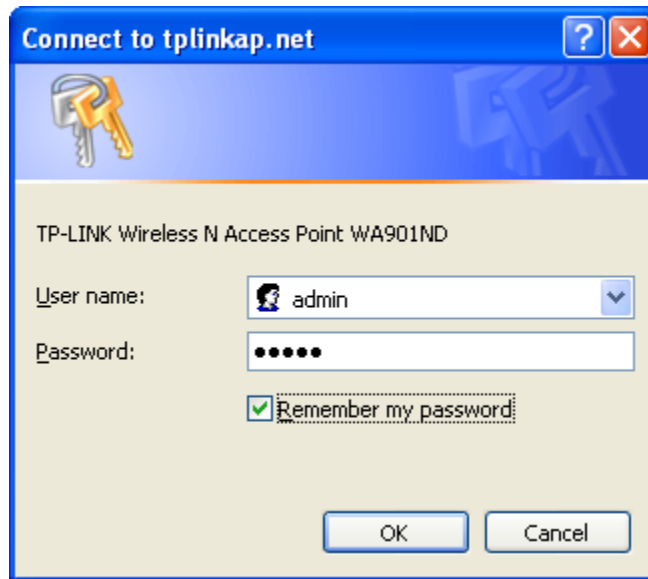 Connect to tplinkap.net
TP-LINK Wireless N Access Point WA901ND
User name: admin
Password: •••••
Remember my password
OK Cancel